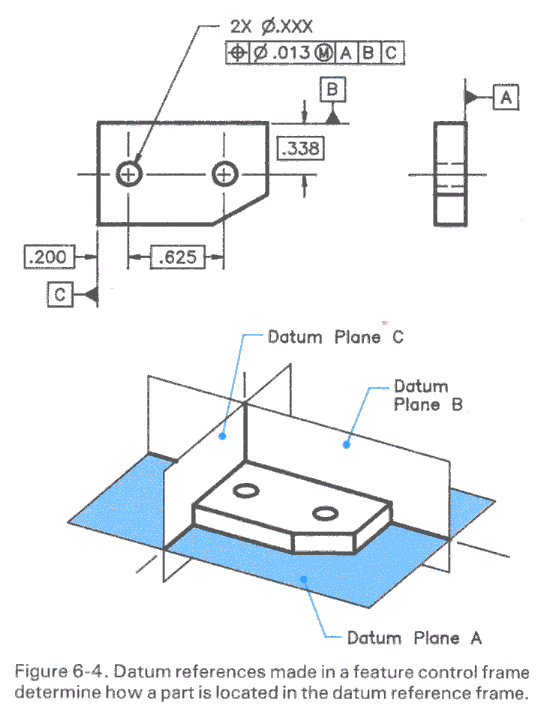 2X Ø.XXX
⌖ Ø.013Ⓜ A B C
B
A
.338
.200
.625
C
Datum Plane C
Datum
Plane B
Datum Plane A
Figure 6-4. Datum references made in a feature control frame
determine how a part is located in the datum reference frame.